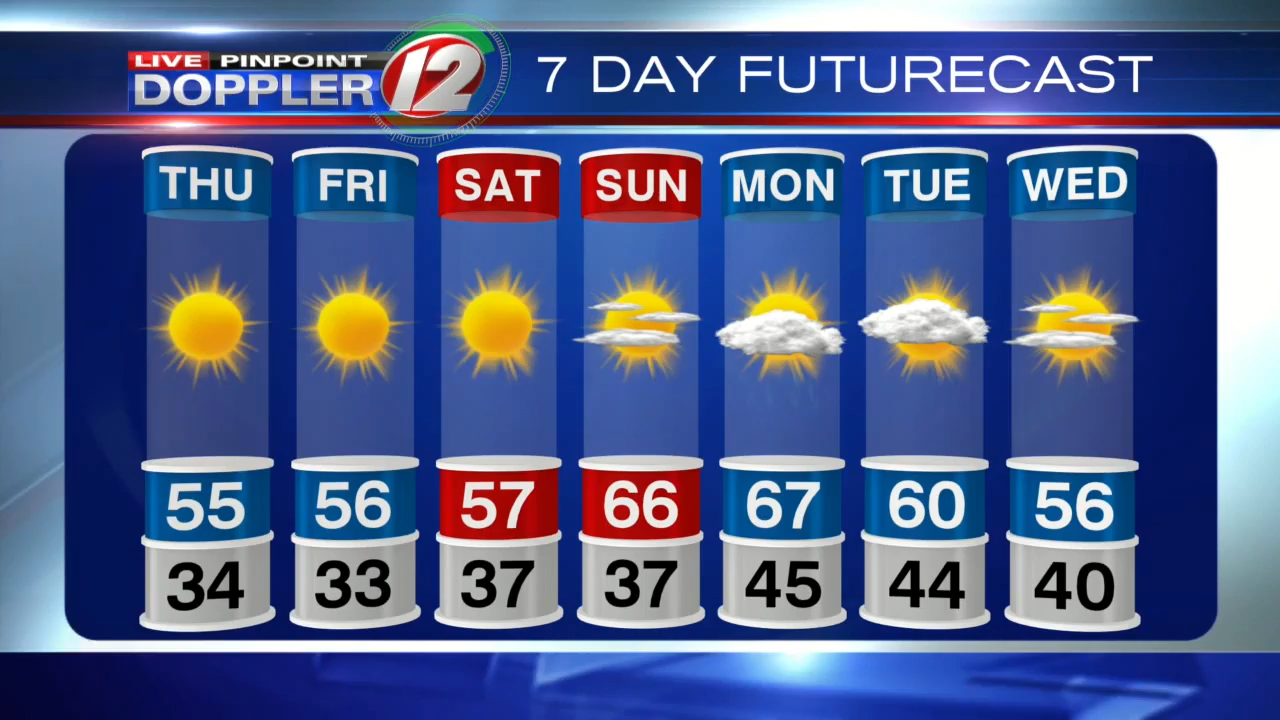 LIVE PINPOINT
DOPPLER 12
7 DAY FUTURECAST
THU FRI SAT SUN MON TUE WED
55 56 57 66 67 60 56
34 33 37 37 45 44 40